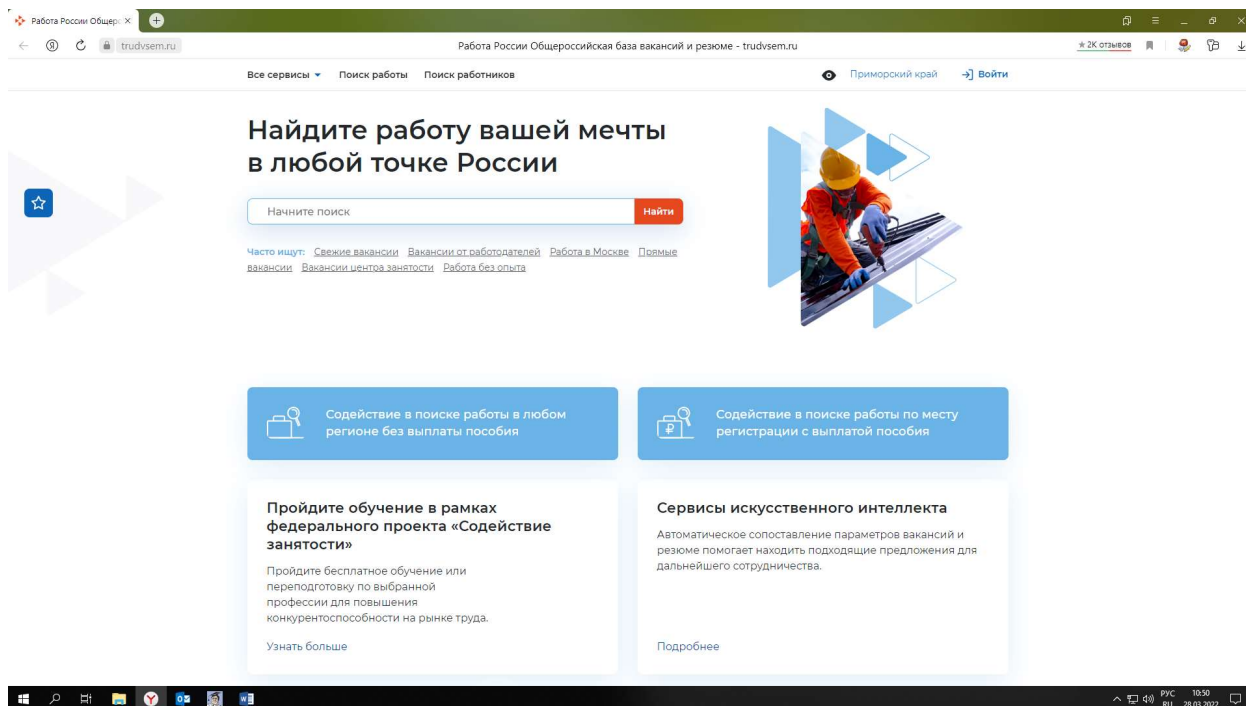 Работа России Общерс
trudvsem.ru
Работа России Общероссийская база вакансий и резюме - trudvsem.ru
★ 2K отзывов
Все сервисы Поиск работы Поиск работников Приморский край Войти
Найдите работу вашей мечты
в любой точке России
Начните поиск Найти
Часто ищут: Свежие вакансии Вакансии от работодателей Работа в Москве Прямые
вакансии Вакансии центра занятости Работа без опыта
Содействие в поиске работы в любом
регионе без выплаты пособия
Содействие в поиске работы по месту
регистрации с выплатой пособия
Пройдите обучение в рамках
федерального проекта «Содействие
занятости»
Пройдите бесплатное обучение или
переподготовку по выбранной
профессии для повышения
конкурентоспособности на рынке труда.
Узнать больше
Сервисы искусственного интеллекта
Автоматическое сопоставление параметров вакансий и
резюме помогает находить подходящие предложения для
дальнейшего сотрудничества.
Подробнее
РУС 10:50
RU 28.03.2022